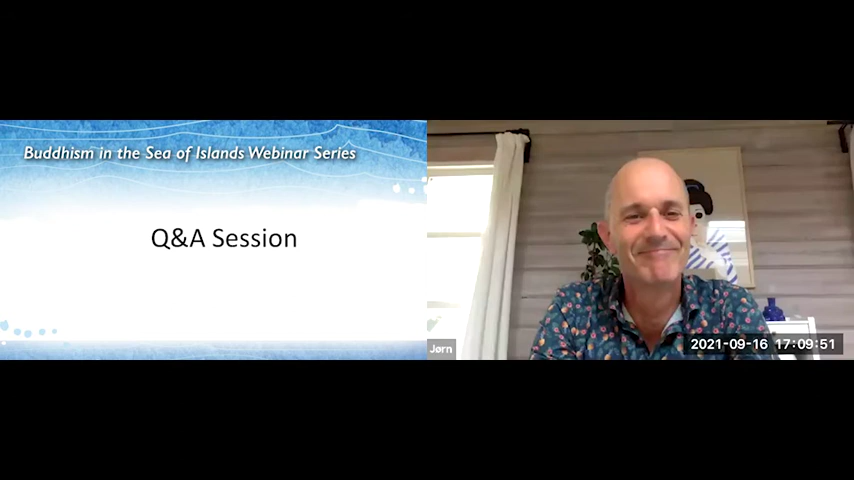 Buddhism in the Sea of Islands Webinar Series
Q&A Session
Jørn
2021-09-16 17:09:51